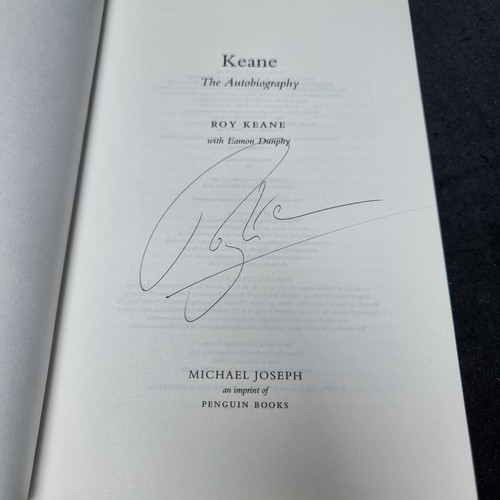 Keane
The Autobiography
ROY KEANE
with Eamon Dunphy
MICHAEL JOSEPH
an imprint of
PENGUIN BOOKS